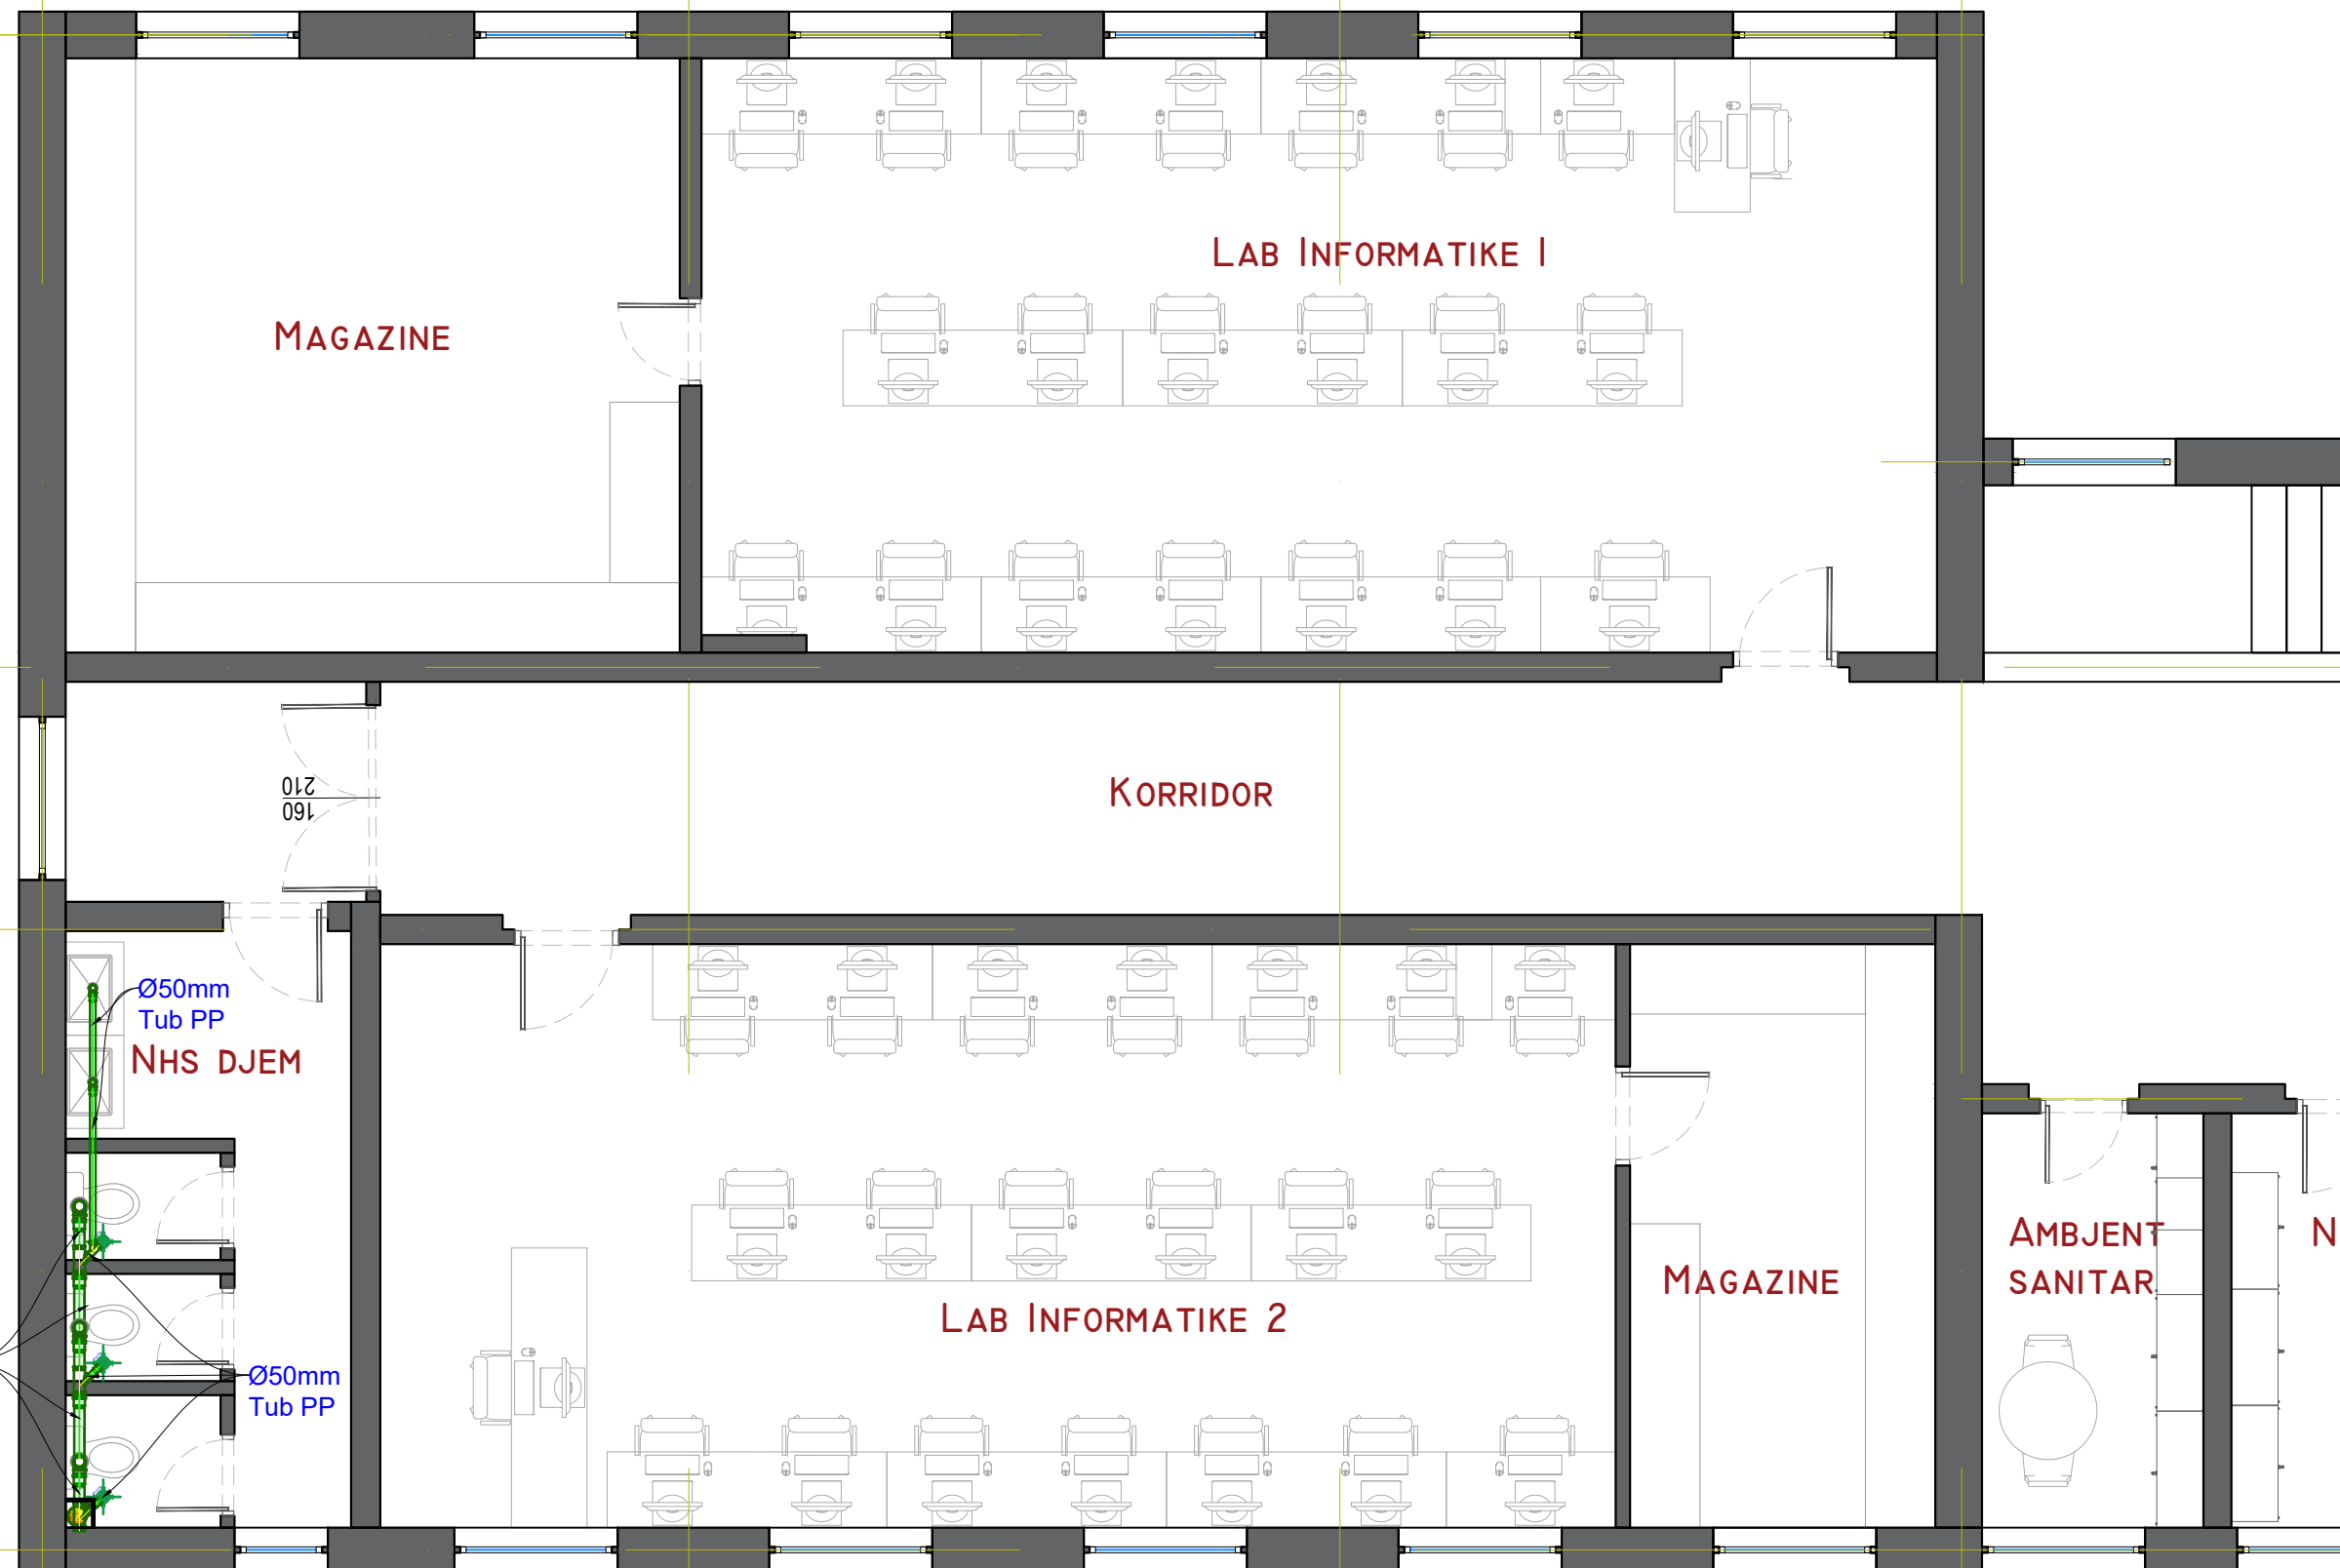 LAB INFORMATIKE 1
MAGAZINE
210
160
KORRIDOR
Ø50mm
Tub PP
NHS DJEM
AMBJENT
SANITAR
N
MAGAZINE
LAB INFORMATIKE 2
Ø50mm
Tub PP